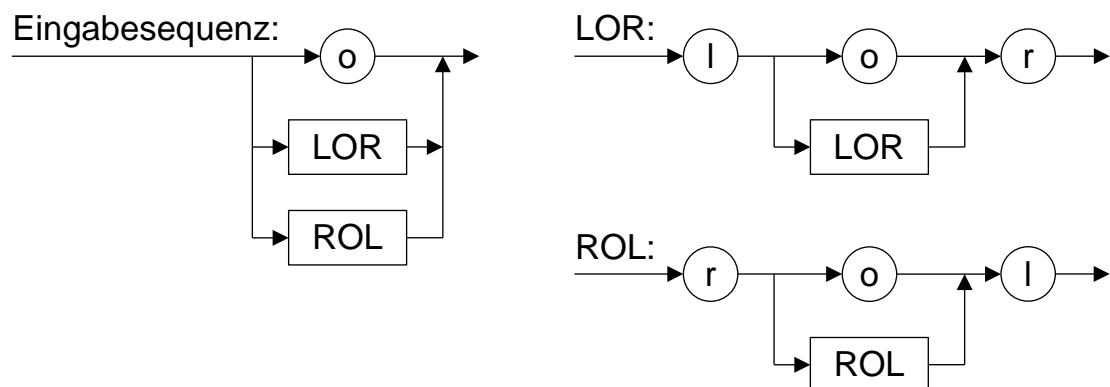 Eingabesequenz:
o
LOR
ROL
LOR:
l o r
LOR
ROL:
r o l
ROL